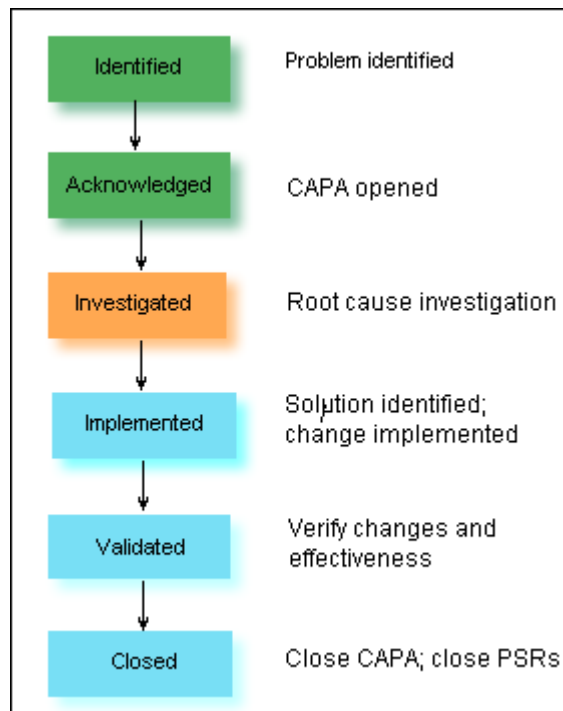 Identified
Problem identified
Acknowledged
CAPA opened
Investigated
Root cause investigation
Implemented
Solution identified;
change implemented
Validated
Verify changes and
effectiveness
Closed
Close CAPA; close PSRs